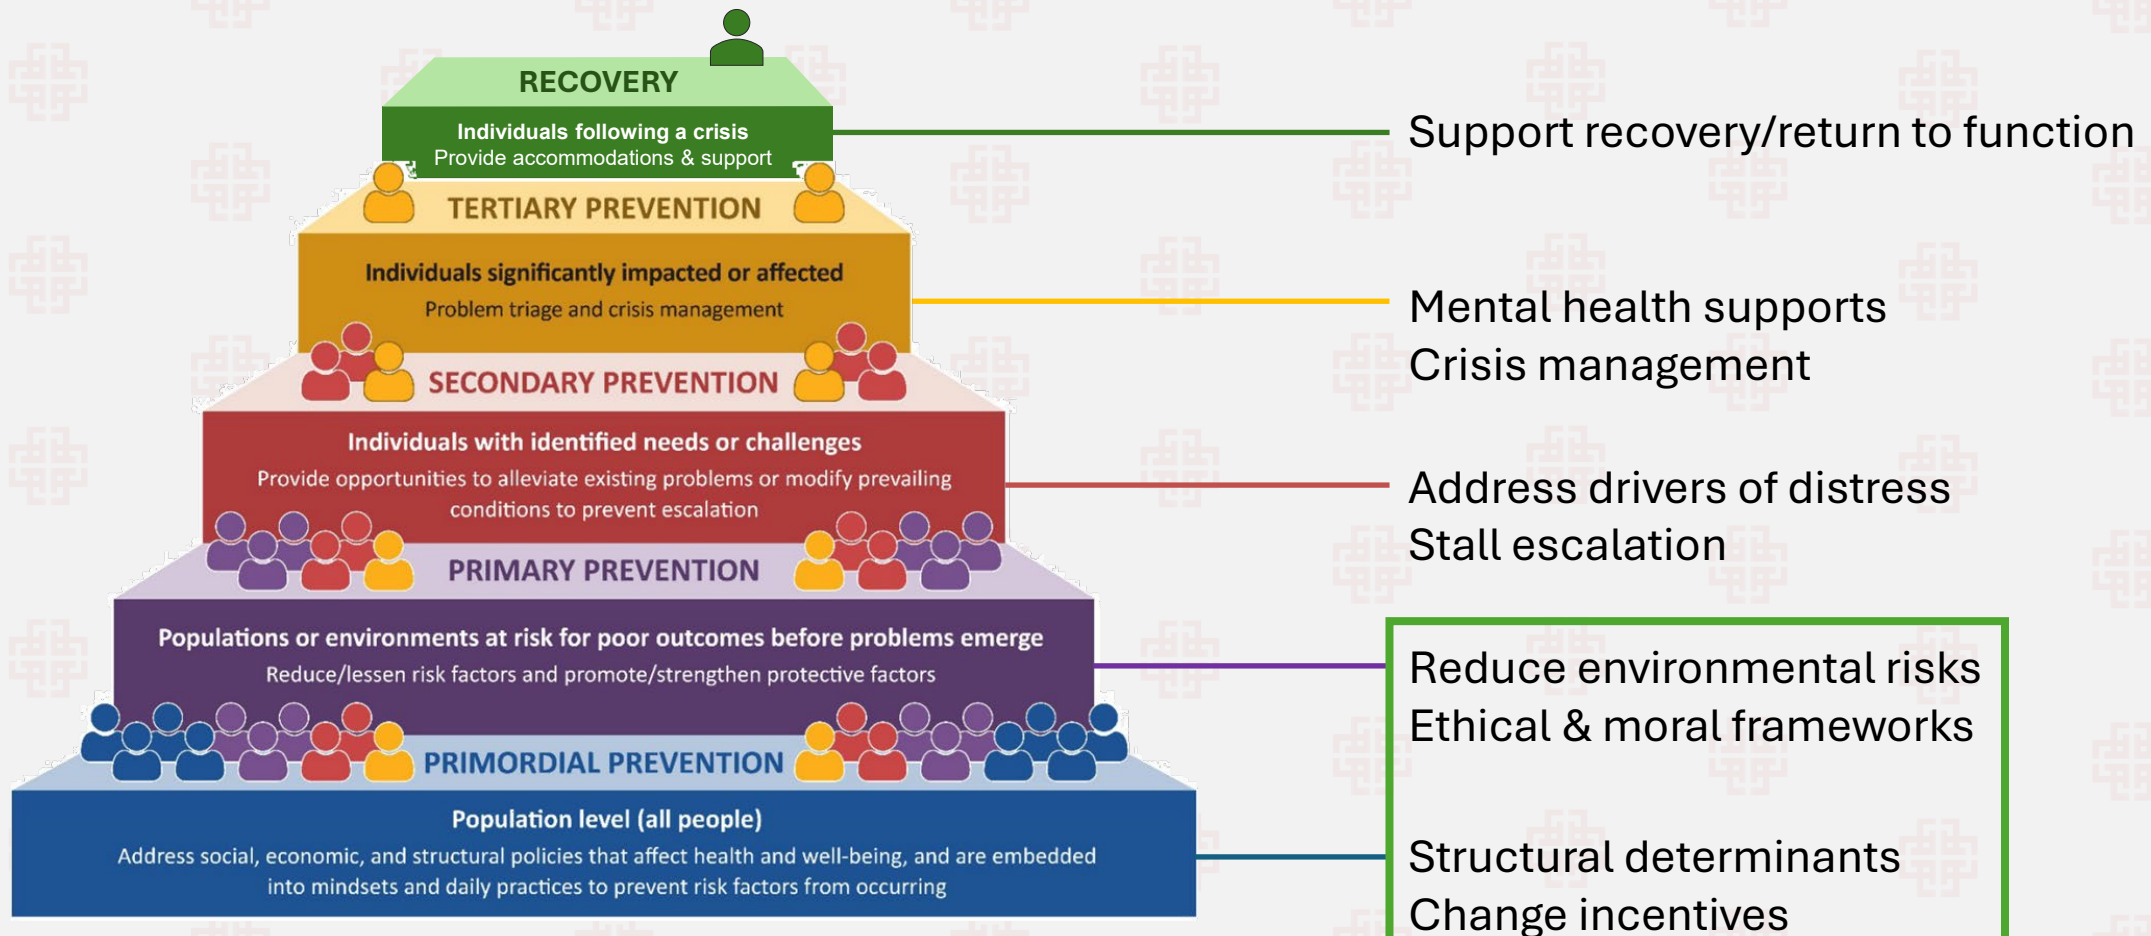 RECOVERY
Individuals following a crisis
Provide accommodations & support
Support recovery/return to function
TERTIARY PREVENTION
Individuals significantly impacted or affected
Problem triage and crisis management
Mental health supports
Crisis management
SECONDARY PREVENTION
Individuals with identified needs or challenges
Provide opportunities to alleviate existing problems or modify prevailing
conditions to prevent escalation
Address drivers of distress
Stall escalation
PRIMARY PREVENTION
Populations or environments at risk for poor outcomes before problems emerge
Reduce/lessen risk factors and promote/strengthen protective factors
Reduce environmental risks
Ethical & moral frameworks
PRIMORDIAL PREVENTION
Population level (all people)
Address social, economic, and structural policies that affect health and well-being, and are embedded
into mindsets and daily practices to prevent risk factors from occurring
Structural determinants
Change incentives